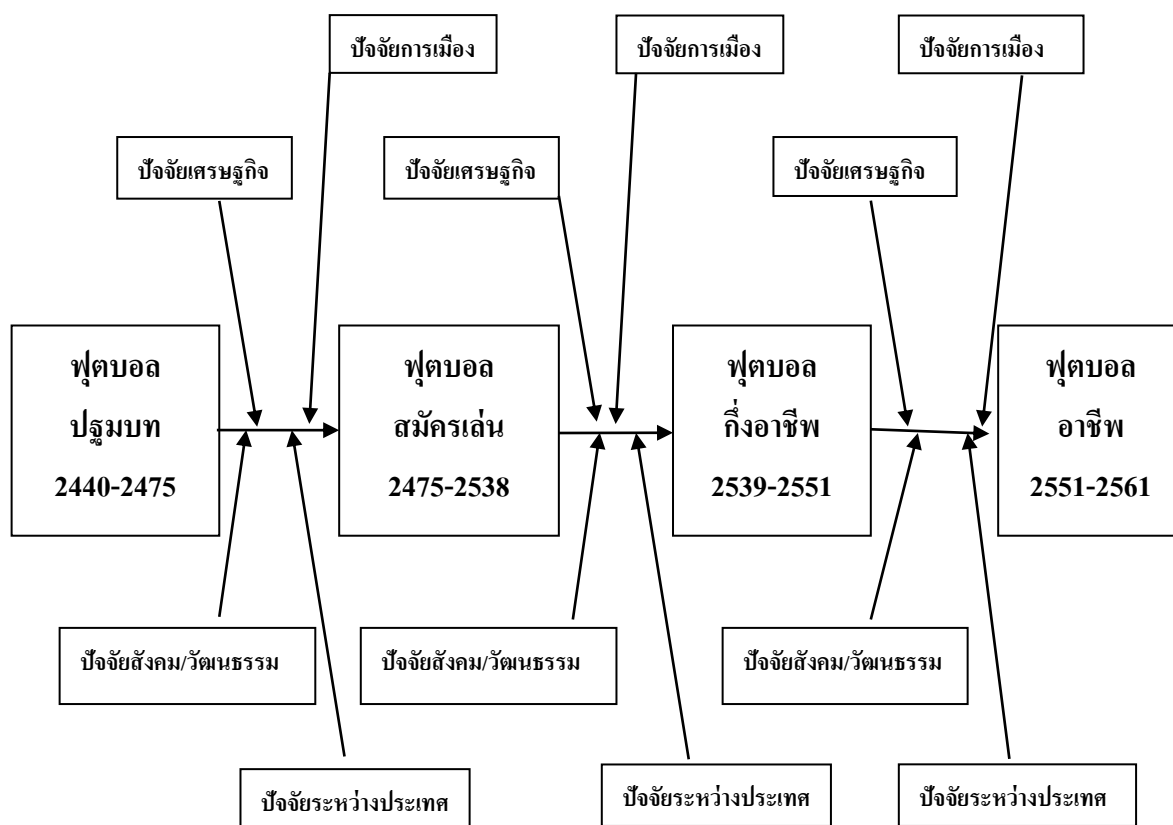 ปัจจัยการเมือง
ปัจจัยการเมือง
ปัจจัยการเมือง
ปัจจัยเศรษฐกิจ
ปัจจัยเศรษฐกิจ
ปัจจัยเศรษฐกิจ
ฟุตบอล
ปฐมบท
2440-2475
ฟุตบอล
สมัครเล่น
2475-2538
ฟุตบอล
กึ่งอาชีพ
2539-2551
ฟุตบอล
อาชีพ
2551-2561
ปัจจัยสังคม/วัฒนธรรม
ปัจจัยสังคม/วัฒนธรรม
ปัจจัยสังคม/วัฒนธรรม
ปัจจัยระหว่างประเทศ
ปัจจัยระหว่างประเทศ
ปัจจัยระหว่างประเทศ